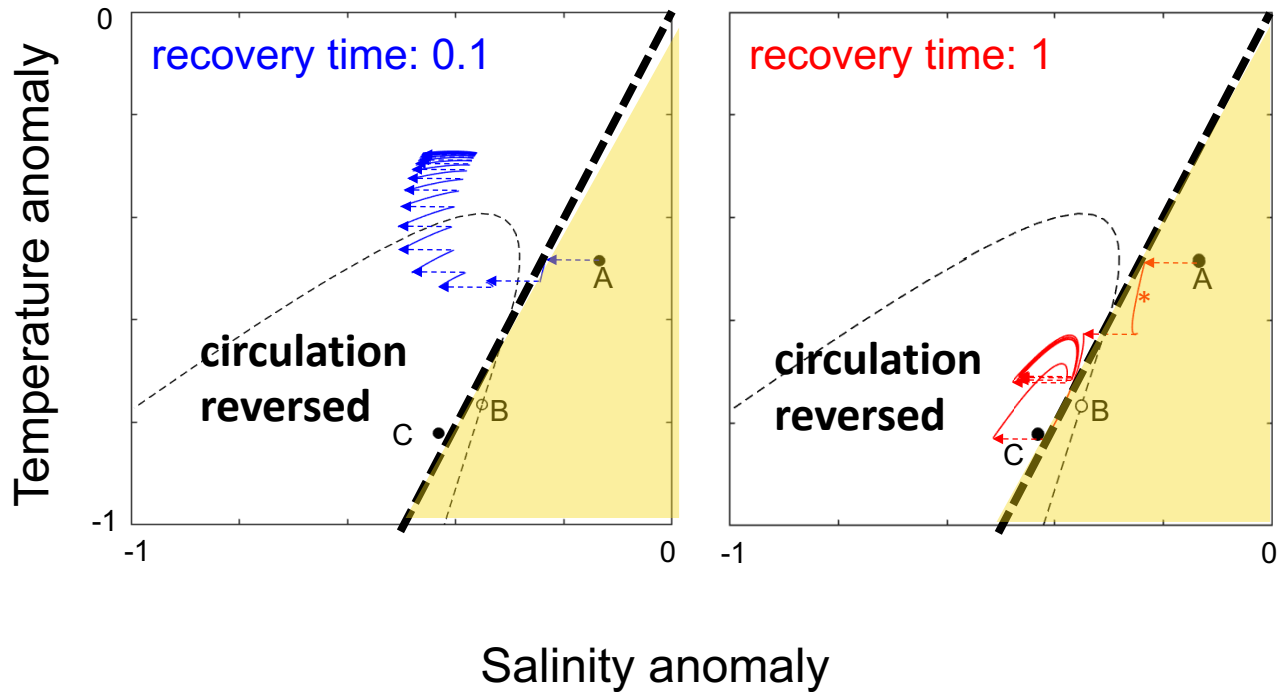 Temperature anomaly
0
-1
recovery time: 0.1
A
B
C
circulation
reversed
-1
0
recovery time: 1
A
*
B
C
circulation
reversed
-1
0
Salinity anomaly